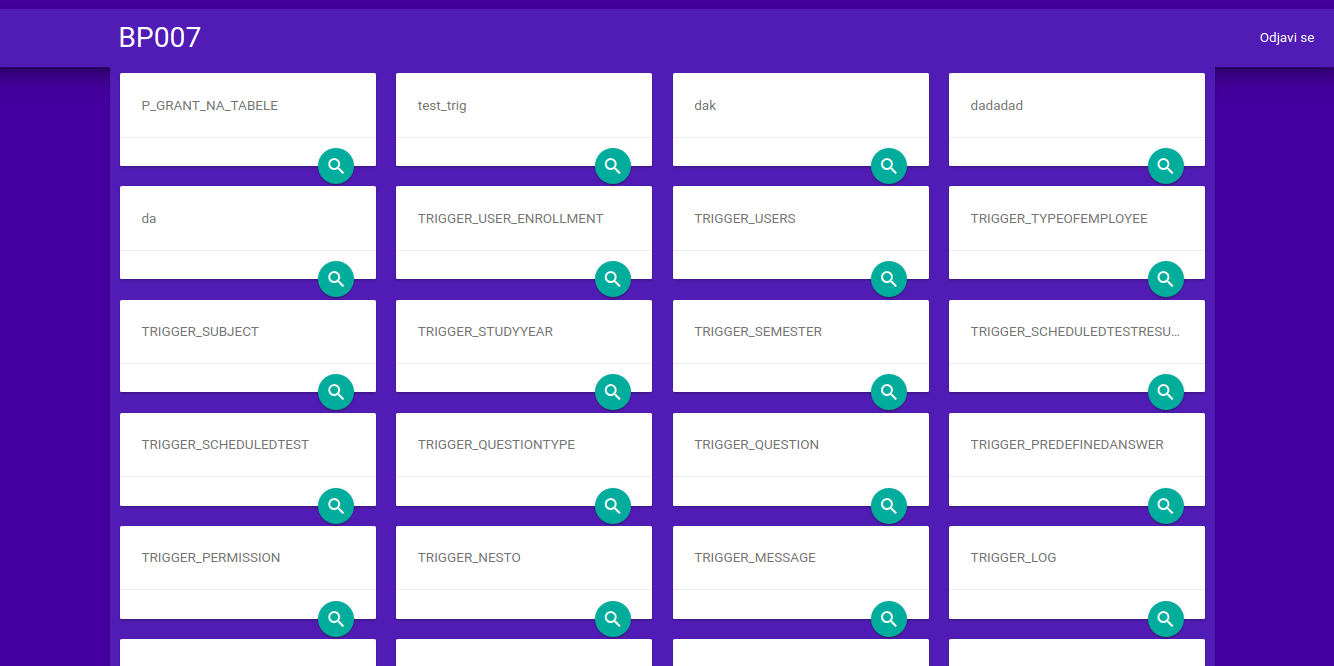 BP007
Odjavi se
P_GRANT_NA_TABELE
test_trig
dak
dadadad
da
TRIGGER_USER_ENROLLMENT
TRIGGER_USERS
TRIGGER_TYPEOFEMPLOYEE
TRIGGER_SUBJECT
TRIGGER_STUDYYEAR
TRIGGER_SEMESTER
TRIGGER_SCHEDULEDTESTRESU...
TRIGGER_SCHEDULEDTEST
TRIGGER_QUESTIONTYPE
TRIGGER_QUESTION
TRIGGER_PREDEFINEDANSWER
TRIGGER_PERMISSION
TRIGGER_NESTO
TRIGGER_MESSAGE
TRIGGER_LOG